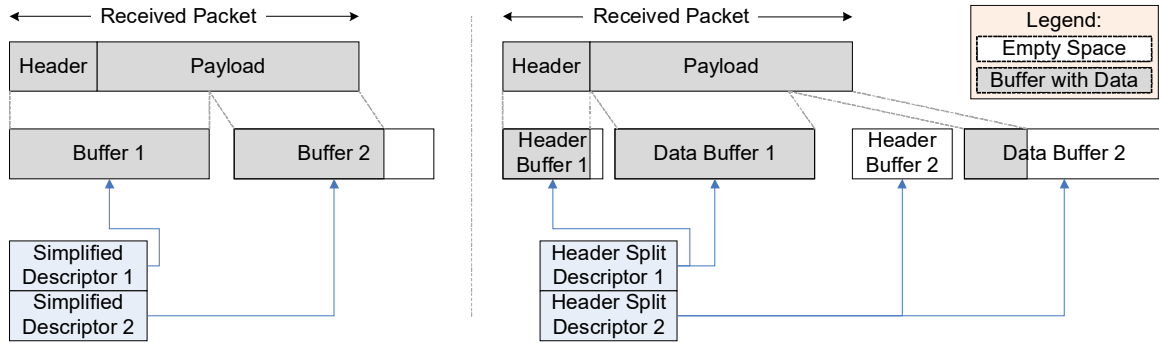 Received Packet
Header
Payload
Buffer 1
Buffer 2
Simplified
Descriptor 1
Simplified
Descriptor 2
Received Packet
Header
Payload
Header
Buffer 1
Data Buffer 1
Header
Buffer 2
Data Buffer 2
Header Split
Descriptor 1
Header Split
Descriptor 2
Legend:
Empty Space
Buffer with Data